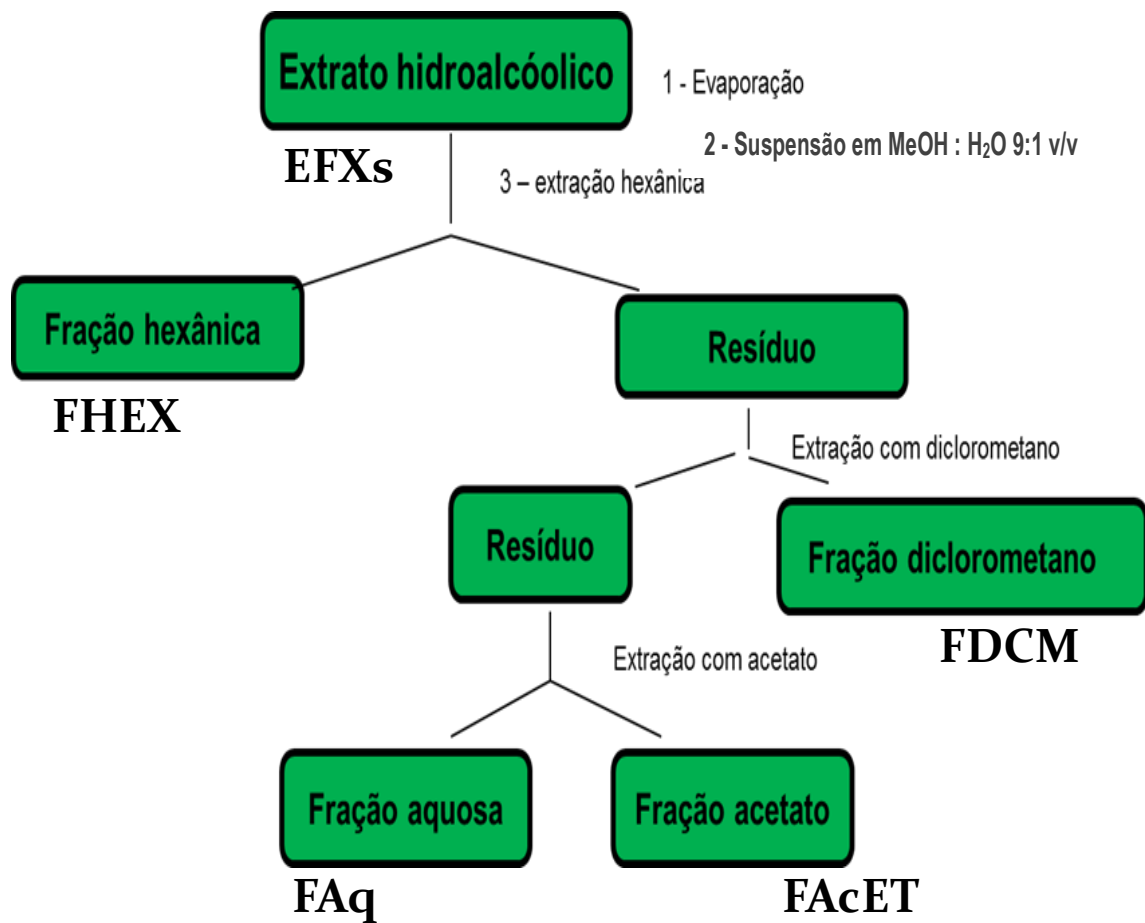 Extrato hidroalcóolico
1 - Evaporação
EFXs
2 - Suspensão em MeOH : H₂O 9:1 v/v
3 – extração hexânica
Fração hexânica
FHEX
Resíduo
Extração com diclorometano
Resíduo
Fração diclorometano
FDCM
Extração com acetato
Fração aquosa
Fração acetato
FAq
FAcET